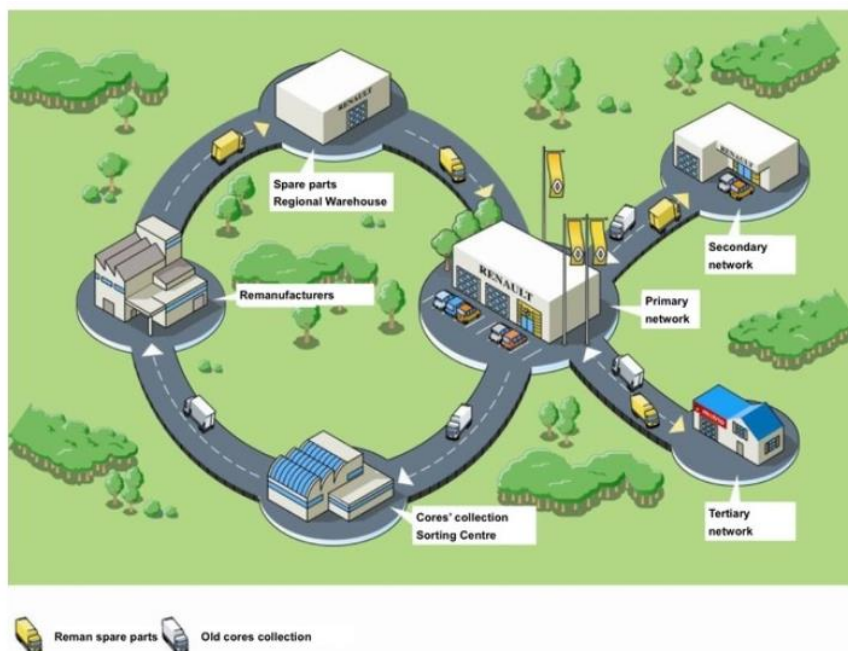 RENAULT
Spare parts
Regional Warehouse
RENAULT
Secondary
network
Remanufacturers
RENAULT
Primary
network
Cores' collection
Sorting Centre
Tertiary
network
Reman spare parts
Old cores collection